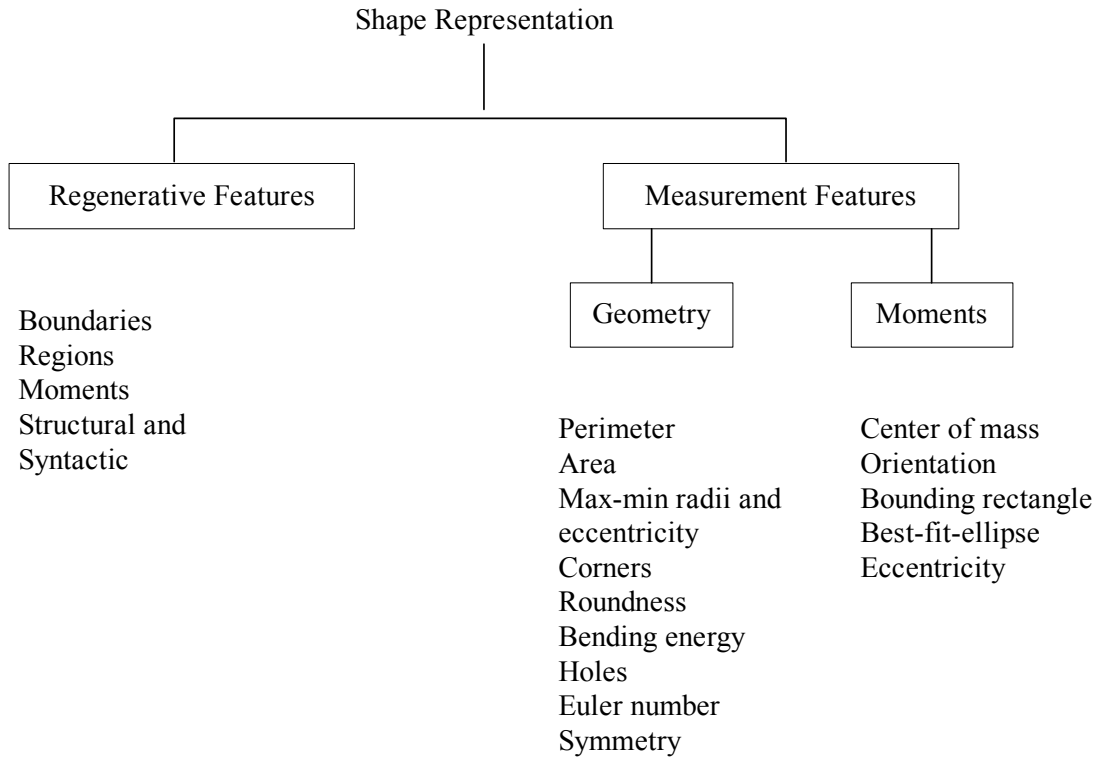 Shape Representation
Regenerative Features
Measurement Features
Boundaries
Regions
Moments
Structural and
Syntactic
Geometry
Moments
Perimeter
Area
Max-min radii and
eccentricity
Corners
Roundness
Bending energy
Holes
Euler number
Symmetry
Center of mass
Orientation
Bounding rectangle
Best-fit-ellipse
Eccentricity